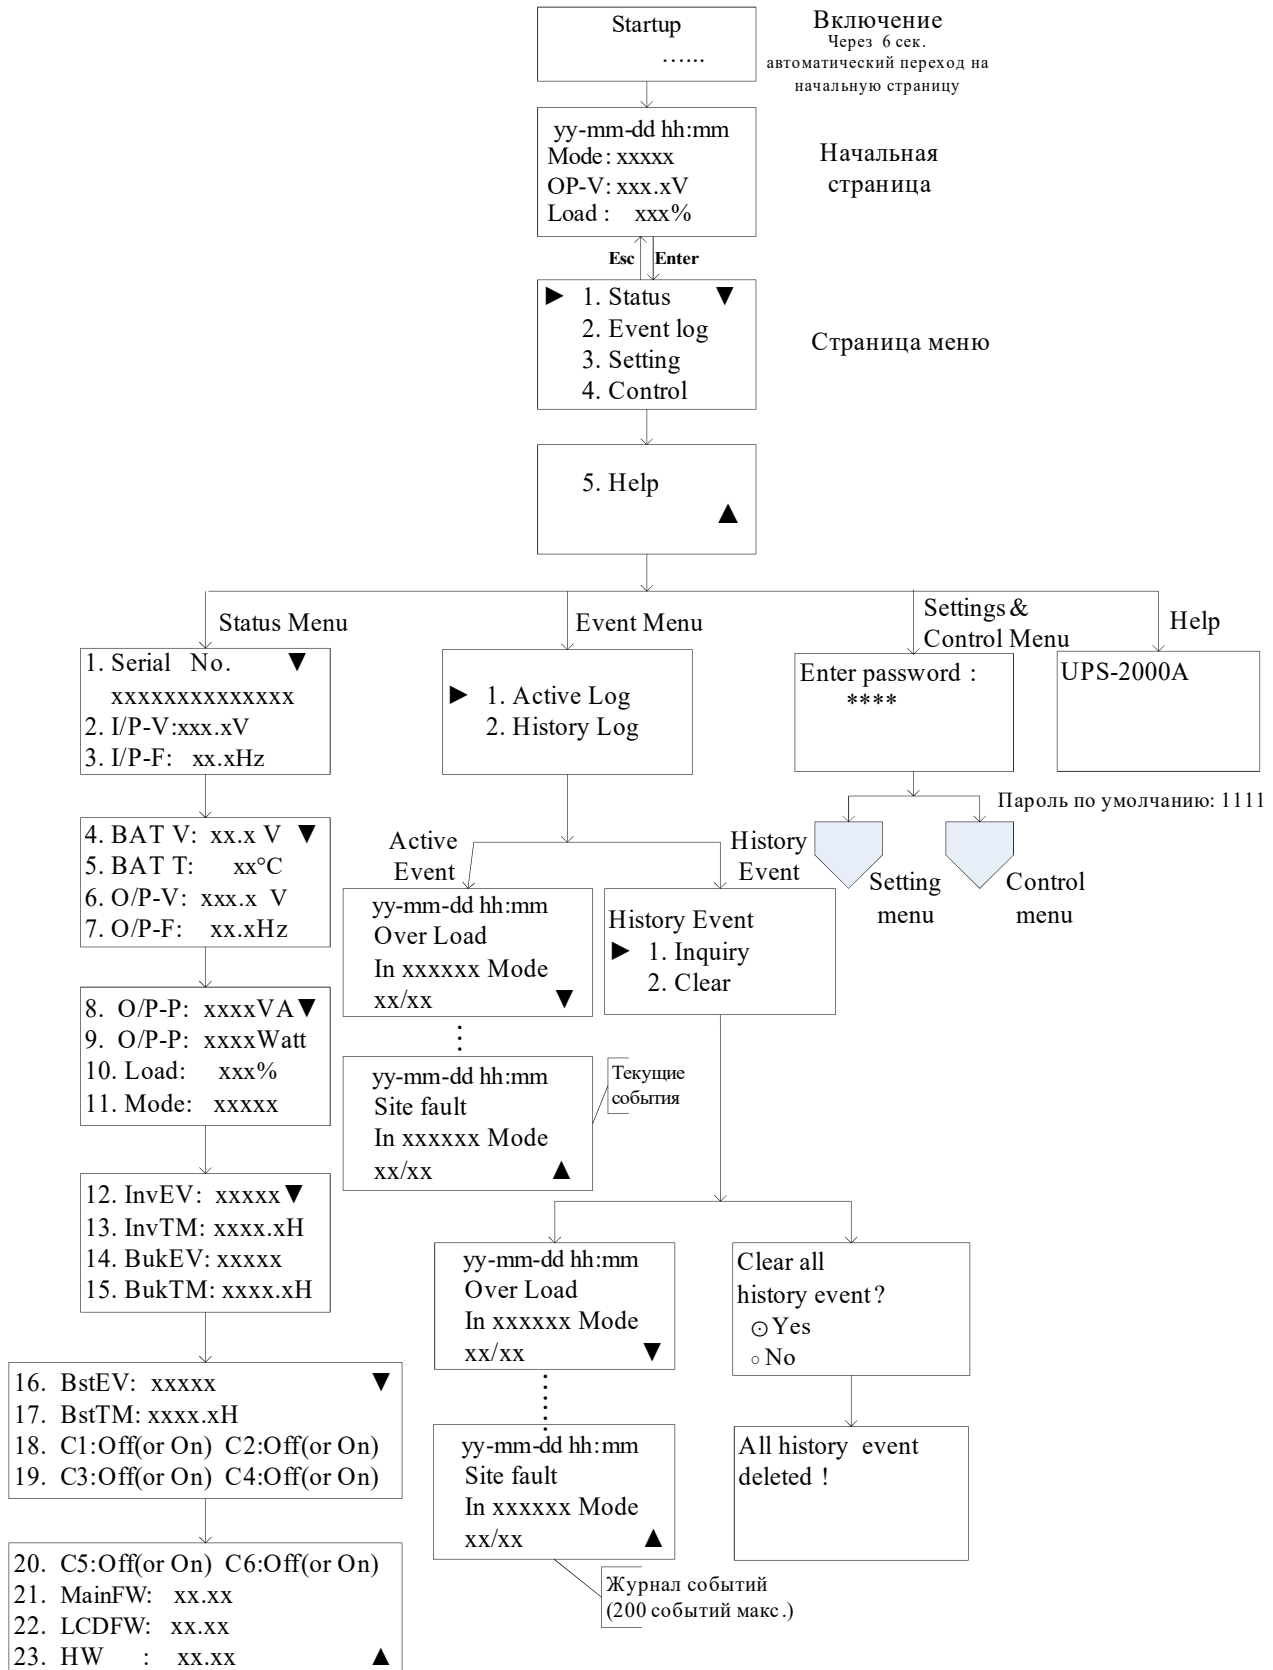 Startup
......
Включение
Через 6 сек.
автоматический переход на
начальную страницу
yy-mm-dd hh:mm
Mode: xxxxx
OP-V: xxx.xV
Load : xxx%
Начальная
страница
Esc Enter
► 1. Status ▼
2. Event log
3. Setting
4. Control
Страница меню
5. Help
▲
Status Menu
1. Serial No. ▼
xxxxxxxxxxxxxx
2. I/P-V:xxx.xV
3. I/P-F: xx.xHz
4. BAT V: xx.x V ▼
5. BAT T: xx°C
6. O/P-V: xxx.x V
7. O/P-F: xx.xHz
8. O/P-P: xxxxVA▼
9. O/P-P: xxxxWatt
10. Load: xxx%
11. Mode: xxxxx
12. InvEV: xxxxx▼
13. InvTM: xxxx.xH
14. BukEV: xxxxx
15. BukTM: xxxx.xH
16. BstEV: xxxxx ▼
17. BstTM: xxxx.xH
18. C1:Off(or On) C2:Off(or On)
19. C3:Off(or On) C4:Off(or On)
20. C5:Off(or On) C6:Off(or On)
21. MainFW: xx.xx
22. LCDFW: xx.xx
23. HW : xx.xx ▲
Event Menu
► 1. Active Log
2. History Log
Active
Event
yy-mm-dd hh:mm
Over Load
In xxxxxx Mode
xx/xx ▼
yy-mm-dd hh:mm
Site fault
In xxxxxx Mode
xx/xx ▲
Текущие
события
History
Event
History Event
► 1. Inquiry
2. Clear
yy-mm-dd hh:mm
Over Load
In xxxxxx Mode
xx/xx ▼
yy-mm-dd hh:mm
Site fault
In xxxxxx Mode
xx/xx ▲
Журнал событий
(200 событий макс.)
Clear all
history event?
⊙ Yes
○ No
All history event
deleted !
Settings &
Control Menu
Enter password :
****
Пароль по умолчанию: 1111
Setting
menu
Control
menu
Help
UPS-2000A